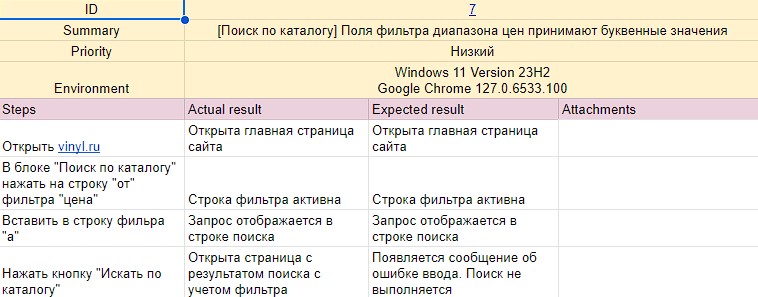 ID
7
Summary
[Поиск по каталогу] Поля фильтра диапазона цен принимают буквенные значения
Priority
Низкий
Environment
Windows 11 Version 23H2
Google Chrome 127.0.6533.100
Steps
Actual result
Expected result
Attachments
Открыть vinyl.ru
Открыта главная страница
сайта
Открыта главная страница
сайта
В блоке "Поиск по каталогу"
нажать на строку "от"
фильтра "цена"
Строка фильтра активна
Строка фильтра активна
Вставить в строку фильра
"а"
Запрос отображается в
строке поиска
Запрос отображается в
строке поиска
Нажать кнопку "Искать по
каталогу"
Открыта страница с
результатом поиска с
учетом фильтра
Появляется сообщение об
ошибке ввода. Поиск не
выполняется